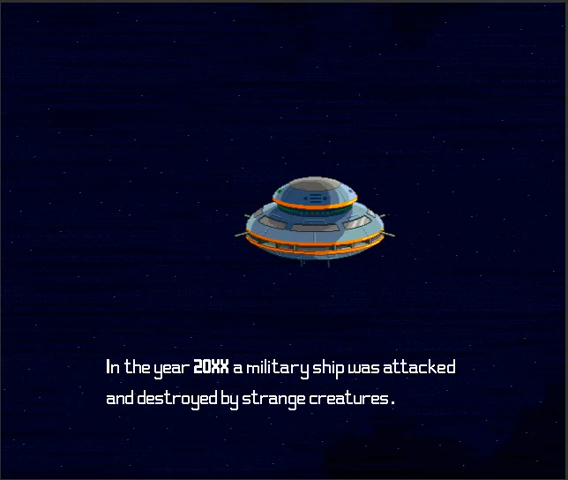 In the year 20XX a military ship was attacked
and destroyed by strange creatures.